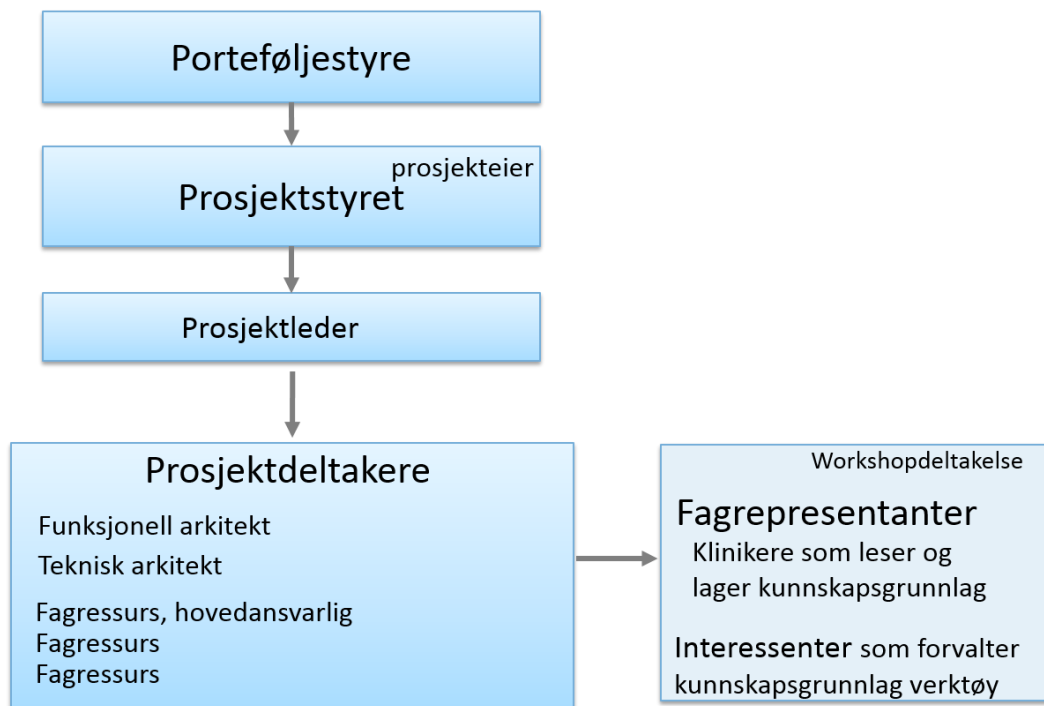 Porteføljestyre
prosjekteier
Prosjektstyret
Prosjektleder
Prosjektdeltakere
Funksjonell arkitekt
Teknisk arkitekt
Fagressurs, hovedansvarlig
Fagressurs
Fagressurs
Workshopdeltakelse
Fagrepresentanter
Klinikere som leser og
lager kunnskapsgrunnlag
Interessenter som forvalter
kunnskapsgrunnlag verktøy